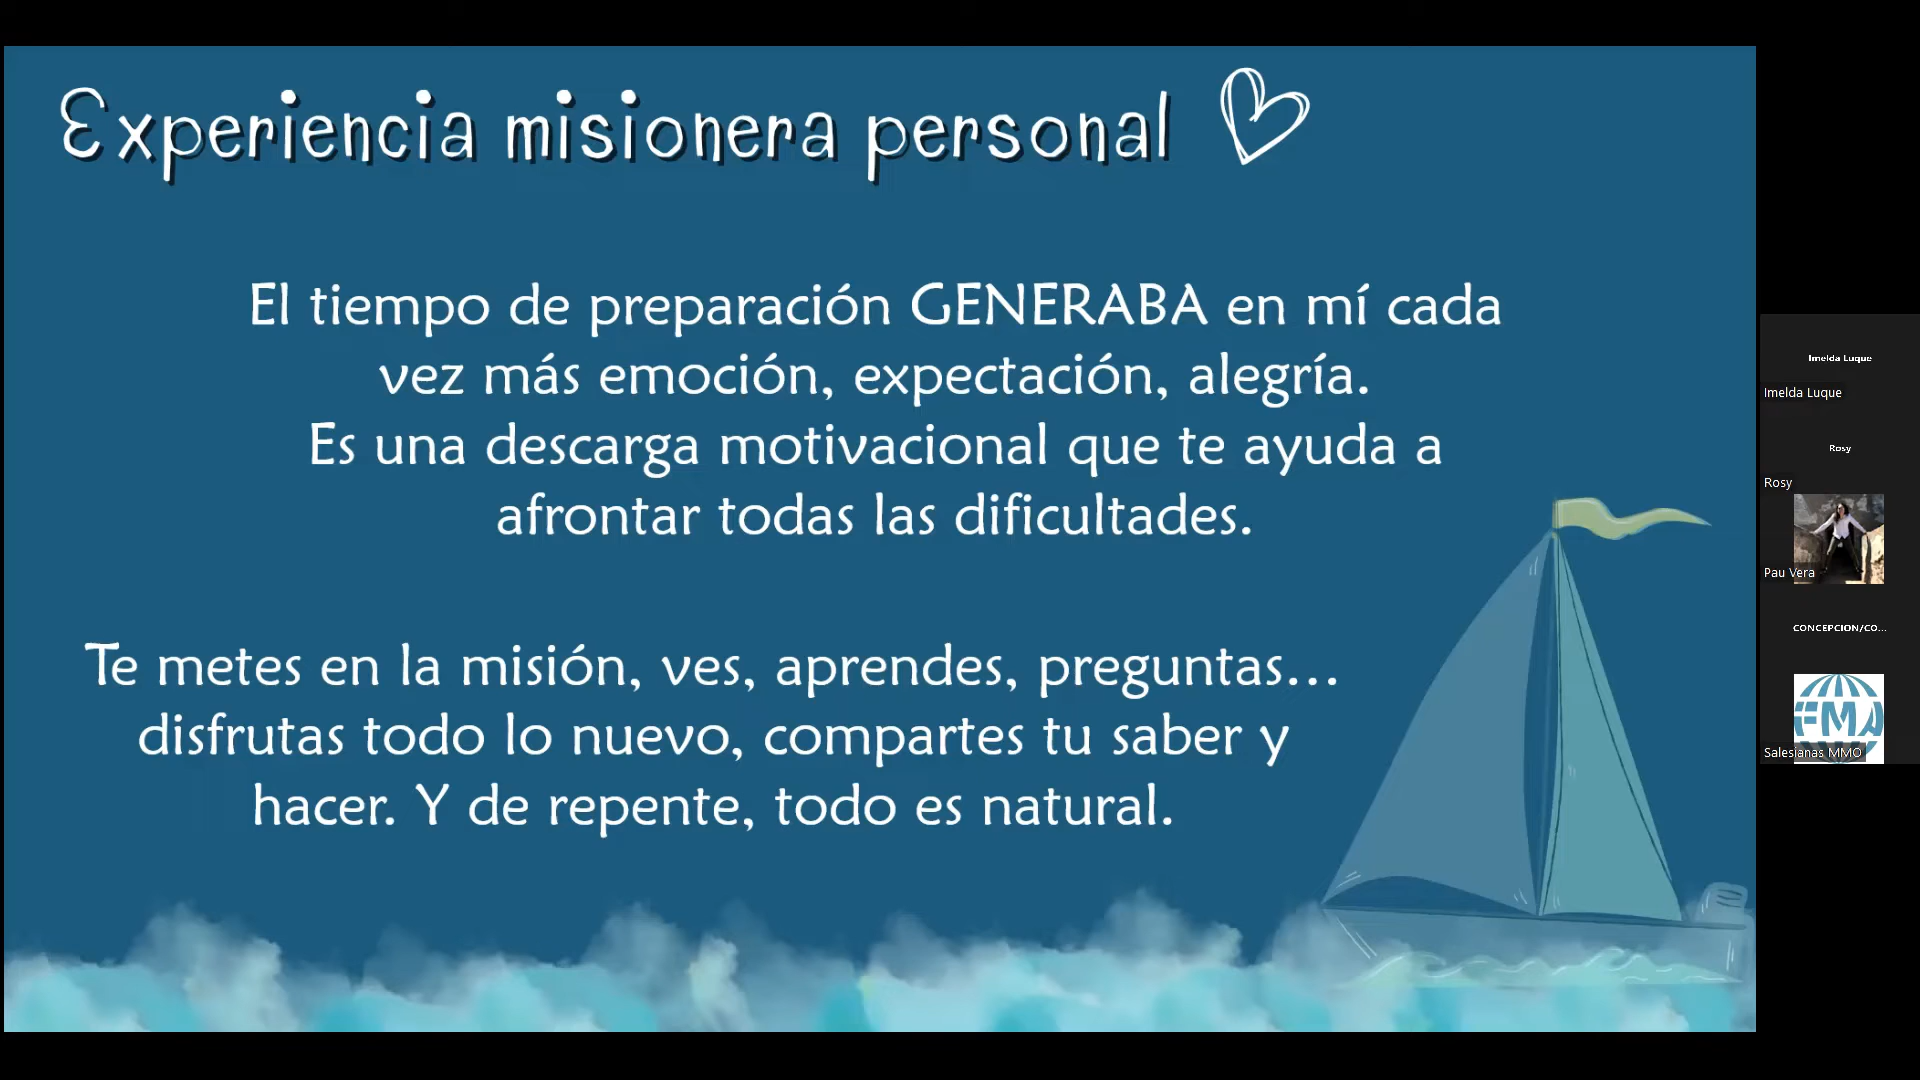 Experiencia misionera personal
El tiempo de preparación GENERABA en mí cada
vez más emoción, expectación, alegría.
Es una descarga motivacional que te ayuda a
afrontar todas las dificultades.
Te metes en la misión, ves, aprendes, preguntas...
disfrutas todo lo nuevo, compartes tu saber y
hacer. Y de repente, todo es natural.
Imelda Luque
Imelda Luque
Rosy
Rosy
Pau Vera
CONCEPCION/CO...
FMA
Salesianas MMO